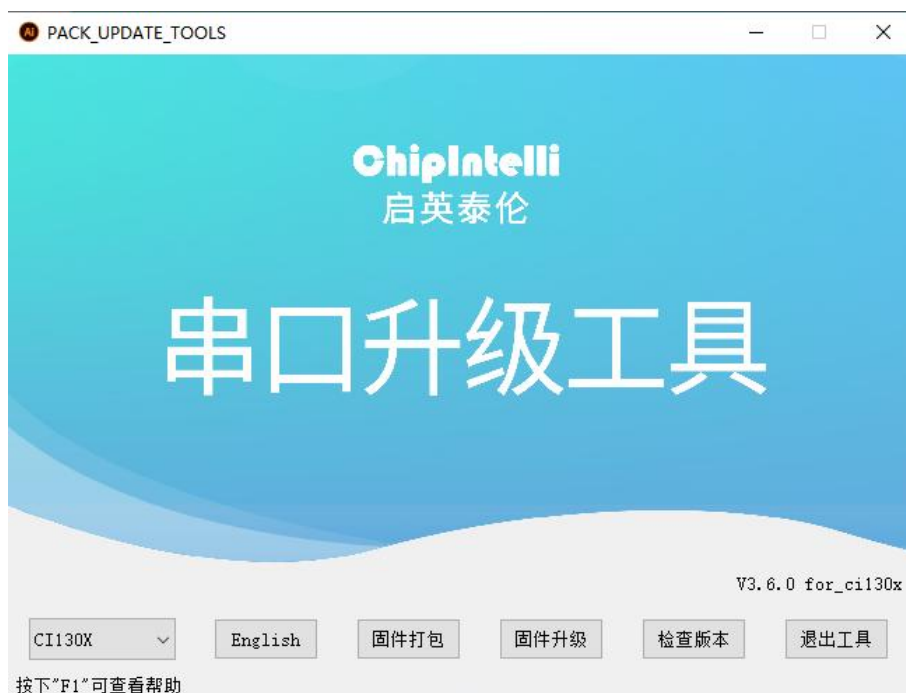 PACK_UPDATE_TOOLS
ChipIntelli
启英泰伦
串口升级工具
V3.6.0 for_ci130x
CI130X English 固件打包 固件升级 检查版本 退出工具
按下"F1"可查看帮助